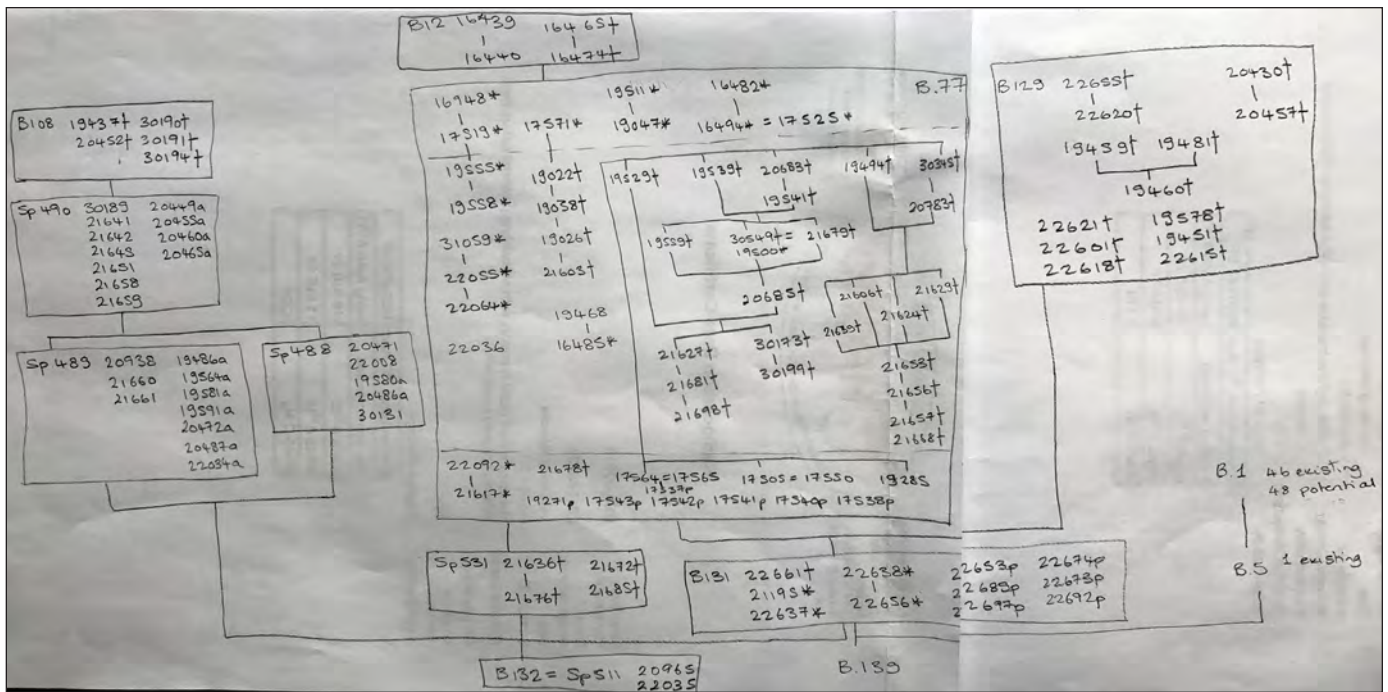 B12 16439 16465†
16440 16474†
B108 19437† 30190†
20452† 30191†
30194†
Sp490 30189 20449a
21641 20455a
21642 20460a
21645 20465a
21651
21658
21659
Sp489 20938 19486a
21660 19564a
21661 19581a
19591a
20472a
20487a
22034a
Sp488 20471
22008
19580a
20486a
30131
B.77
16948* 19511* 16482*
17519* 17571* 19047* 16494* = 17525*
19555* 19022† 19529† 19539† 20683† 19494† 30345†
19558* 19038† 19541† 20783†
31059* 19026† 19559† 30549† = 21679†
19500*
22055* 21603†
22064* 19468 20685† 21606† 21629†
22036 16485* 21639† 21624†
21627† 30173† 21653†
21681† 30199† 21656†
21698† 21657†
21668†
22092* 21678† 17564 = 17565 17505 = 17550 19285
17537p
21617* 19271p 17543p 17542p 17541p 17540p 17538p
B129 22655† 20430†
22620† 20457†
19459† 19481†
19460†
22621† 19578†
22601† 19451†
22618† 22615†
Sp531 21636† 21672†
21676† 21685†
B131 22661† 22638* 22653p 22674p
21195* 22685p 22673p
22637* 22656* 22697p 22692p
B.1 46 existing
48 potential
B.5 1 existing
B132 = Sp511 20965
22035
B.139